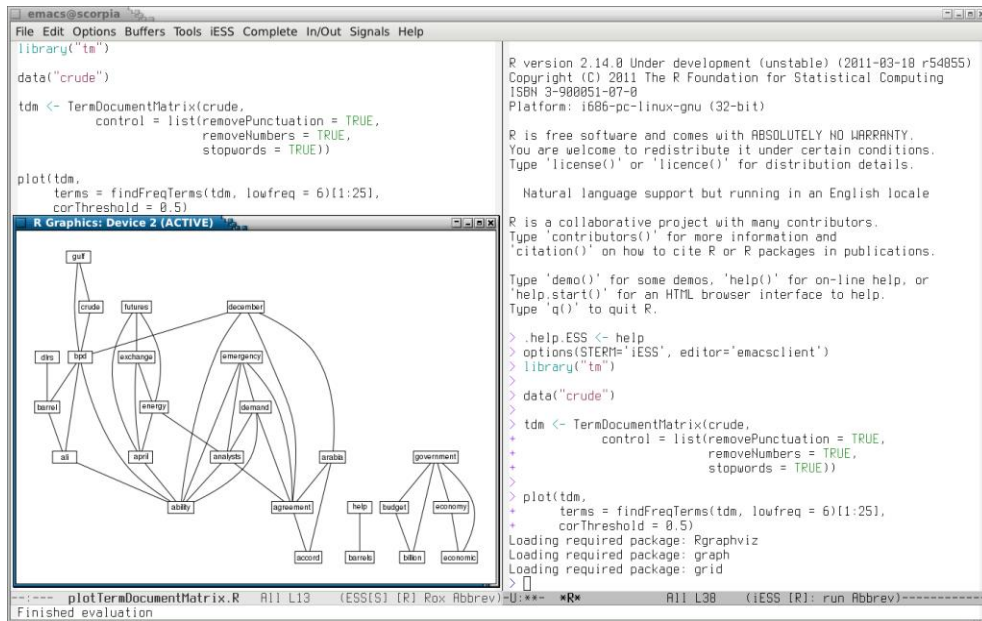 emacs@scorpia
File Edit Options Buffers Tools iESS Complete In/Out Signals Help
library("tm")
data("crude")
tdm <- TermDocumentMatrix(crude,
control = list(removePunctuation = TRUE,
removeNumbers = TRUE,
stopwords = TRUE))
plot(tdm,
terms = findFreqTerms(tdm, lowfreq = 6)[1:25],
corThreshold = 0.5)
R Graphics: Device 2 (ACTIVE)
gulf
crude futures december
dlrs bpd exchange emergency
barrel energy demand
ali april analysts arabia government
ability agreement help budget economy
accord barrels billion economic
--:--- plotTermDocumentMatrix.R All L13 (ESS[S] [R] Rox Abbrev)
Finished evaluation
R version 2.14.0 Under development (unstable) (2011-03-18 r54855)
Copyright (C) 2011 The R Foundation for Statistical Computing
ISBN 3-900051-07-0
Platform: i686-pc-linux-gnu (32-bit)
R is free software and comes with ABSOLUTELY NO WARRANTY.
You are welcome to redistribute it under certain conditions.
Type 'license()' or 'licence()' for distribution details.
Natural language support but running in an English locale
R is a collaborative project with many contributors.
Type 'contributors()' for more information and
'citation()' on how to cite R or R packages in publications.
Type 'demo()' for some demos, 'help()' for on-line help, or
'help.start()' for an HTML browser interface to help.
Type 'q()' to quit R.
> .help.ESS <- help
> options(STERM='iESS', editor='emacsclient')
> library("tm")
>
> data("crude")
>
> tdm <- TermDocumentMatrix(crude,
+ control = list(removePunctuation = TRUE,
+ removeNumbers = TRUE,
+ stopwords = TRUE))
>
> plot(tdm,
+ terms = findFreqTerms(tdm, lowfreq = 6)[1:25],
+ corThreshold = 0.5)
Loading required package: Rgraphviz
Loading required package: graph
Loading required package: grid
>
-U:**- *R* All L38 (iESS [R]: run Abbrev)------------